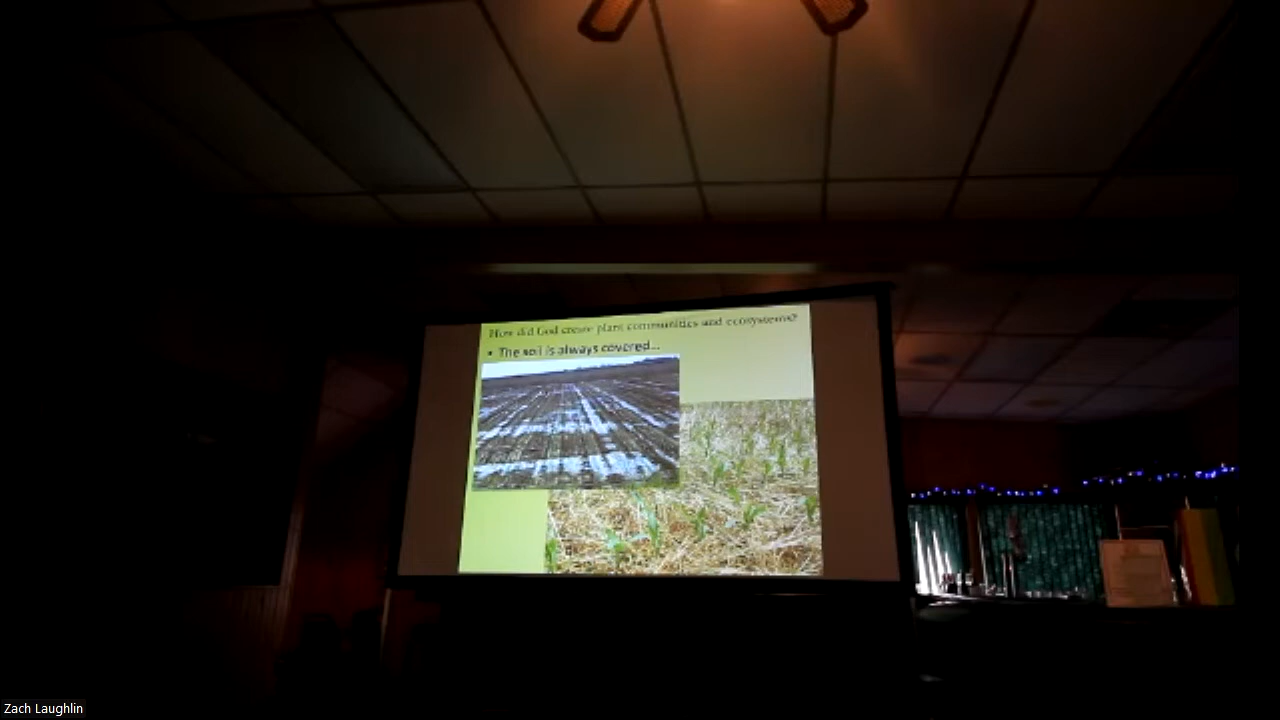 How did God create plant communities and ecosystems?
• The soil is always covered...
Zach Laughlin